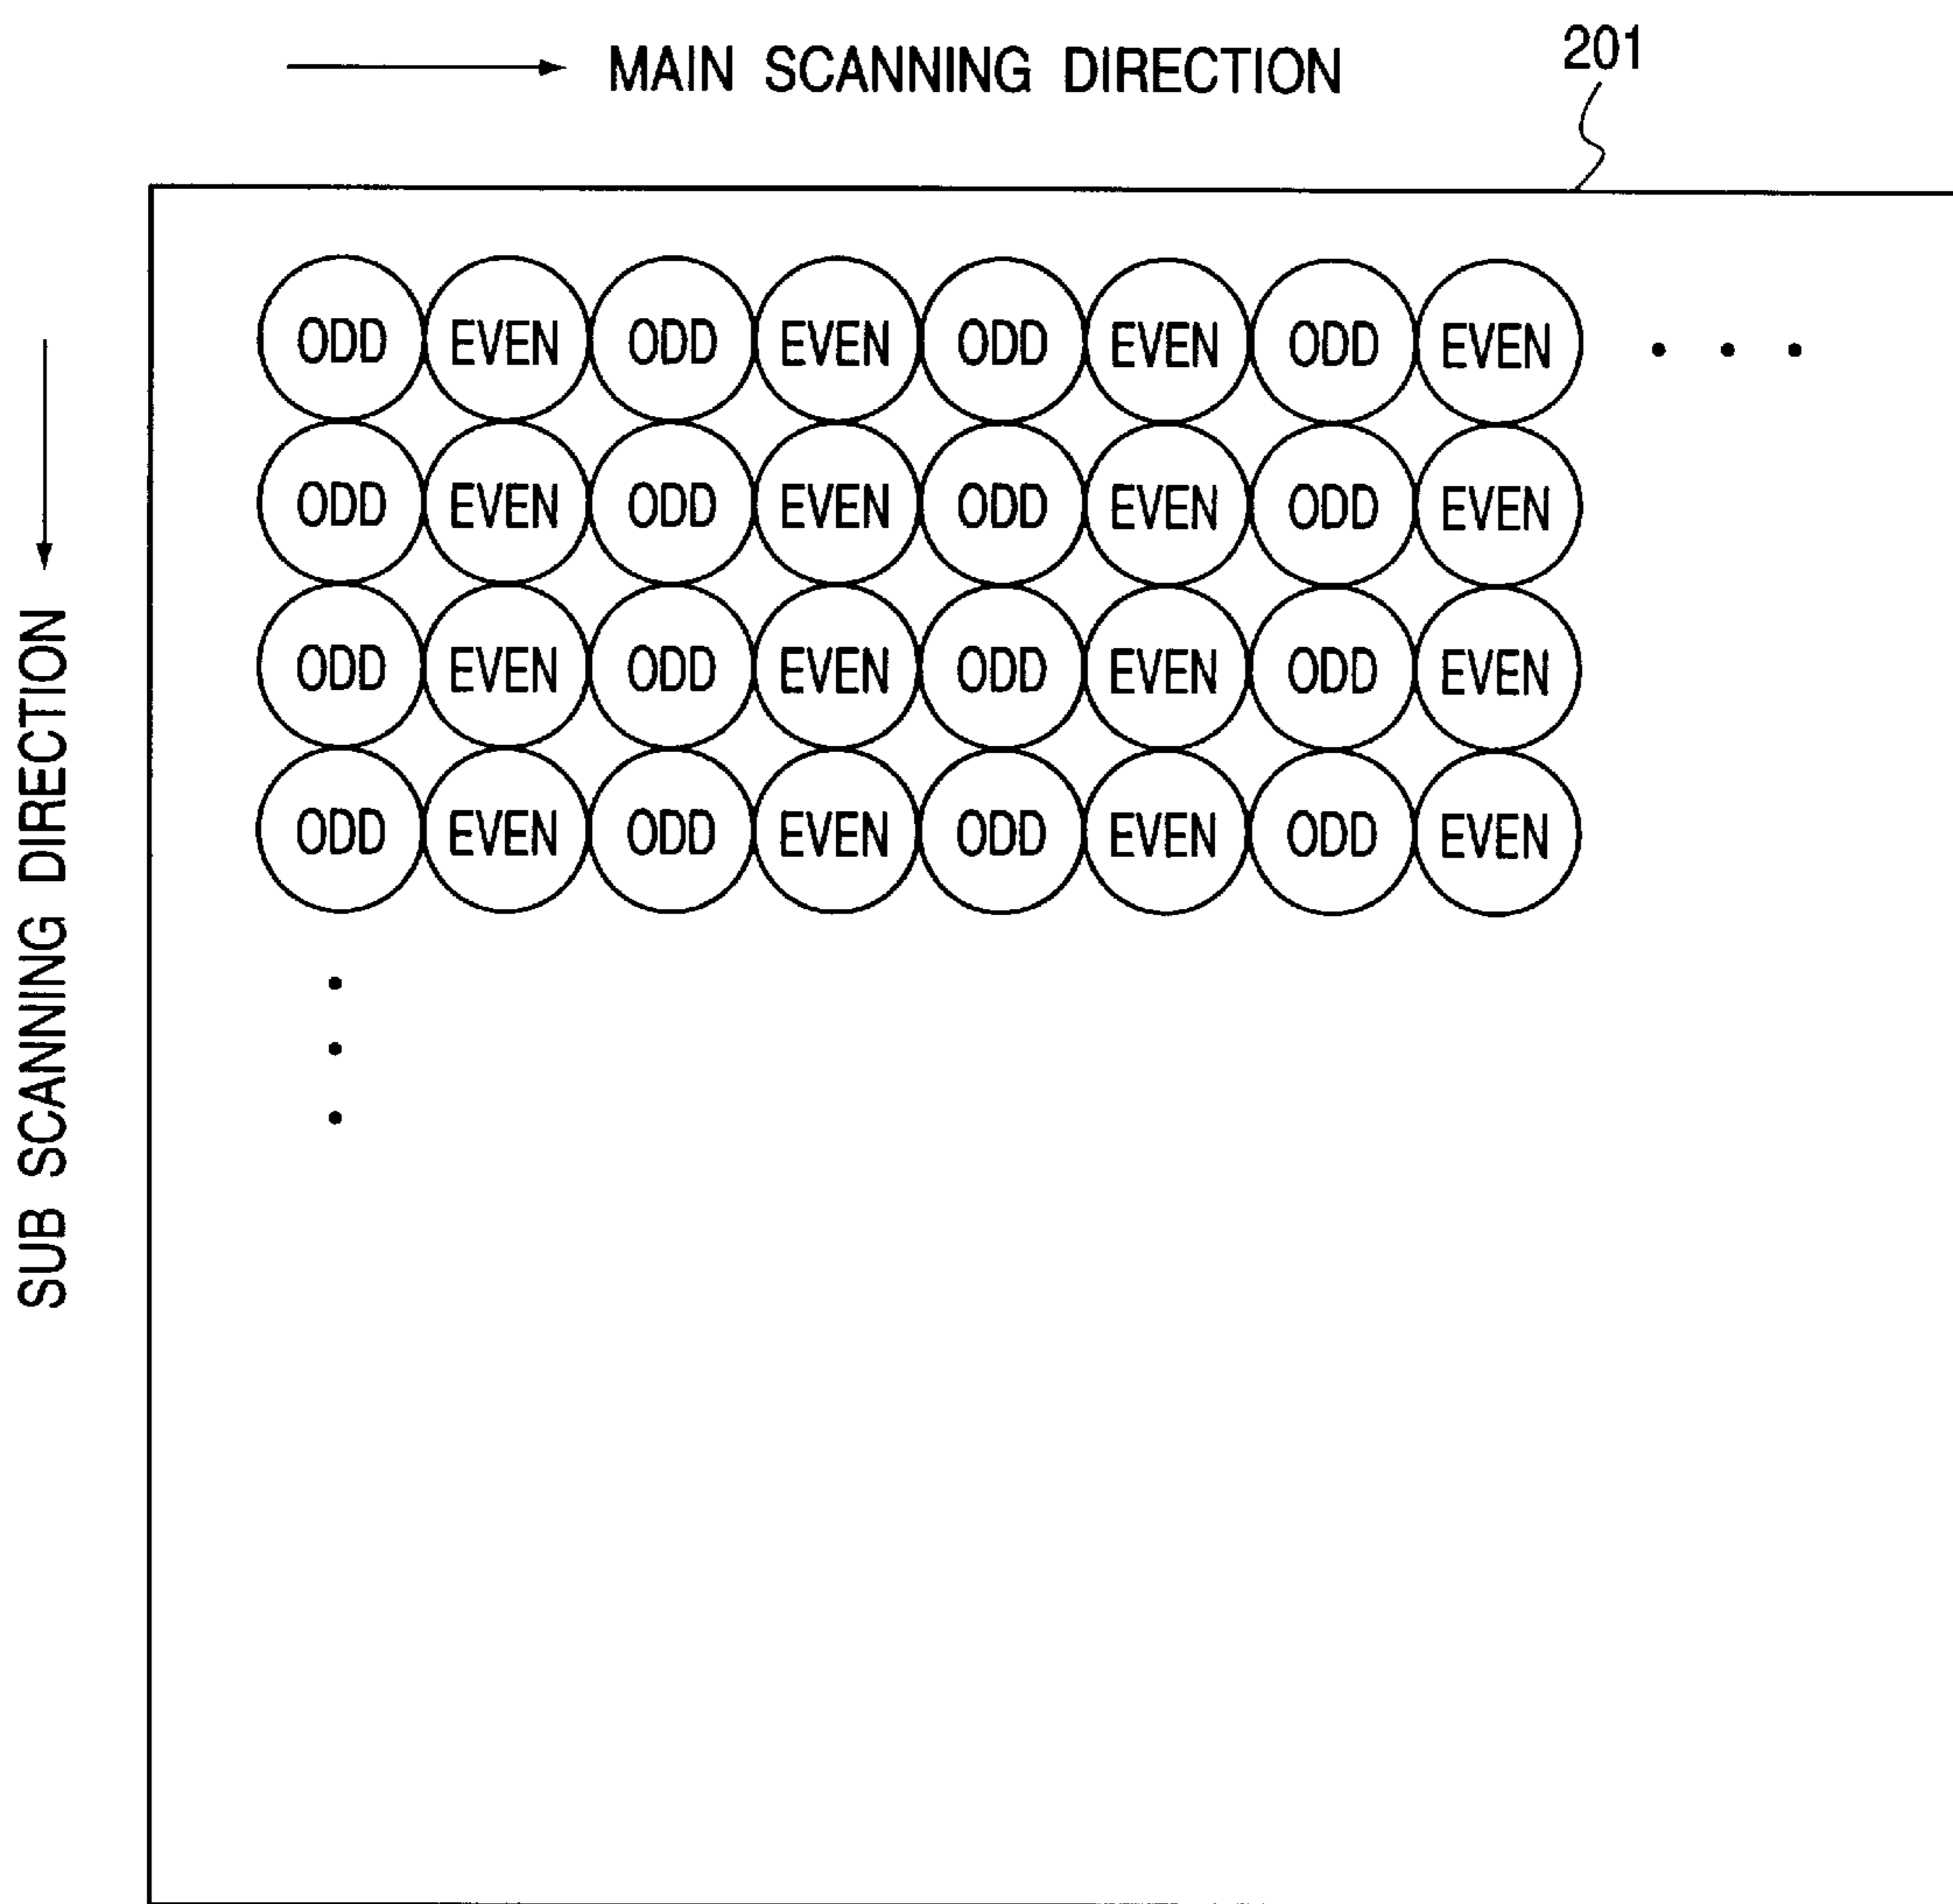 MAIN SCANNING DIRECTION
201
ODD EVEN ODD EVEN ODD EVEN ODD EVEN . . .
ODD EVEN ODD EVEN ODD EVEN ODD EVEN
ODD EVEN ODD EVEN ODD EVEN ODD EVEN
ODD EVEN ODD EVEN ODD EVEN ODD EVEN
SUB SCANNING DIRECTION